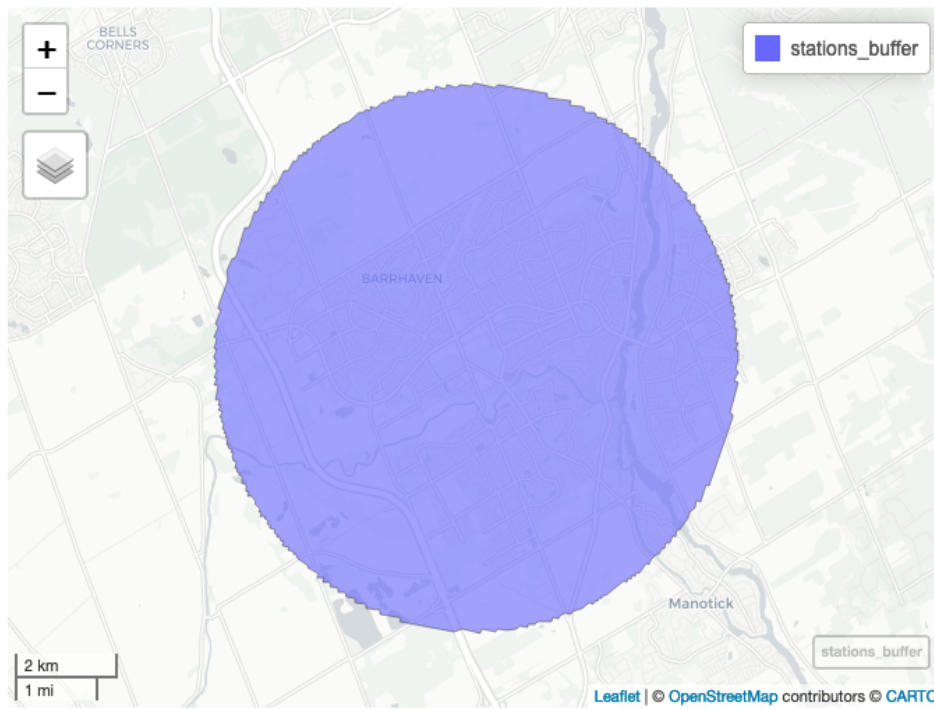 BELLS
CORNERS
+
−
stations_buffer
BARRHAVEN
Manotick
stations_buffer
2 km
1 mi
Leaflet | © OpenStreetMap contributors © CARTO